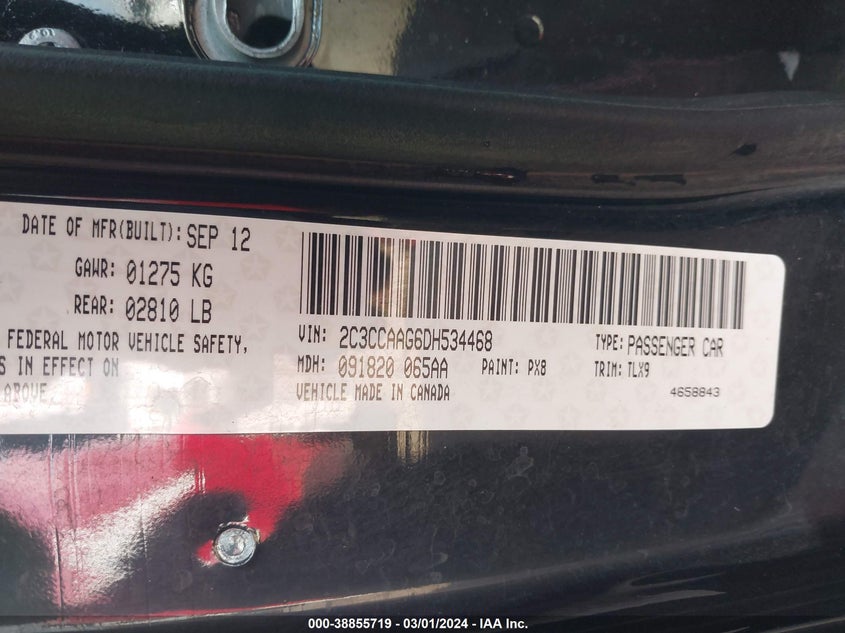 DATE OF MFR(BUILT): SEP 12
GAWR: 01275 KG
REAR: 02810 LB
FEDERAL MOTOR VEHICLE SAFETY,
S IN EFFECT ON
ABOVE.
VIN: 2C3CCAAG6DH534468
TYPE: PASSENGER CAR
MDH: 091820 065AA
PAINT: PX8
TRIM: TLX9
VEHICLE MADE IN CANADA
4658843
000-38855719 - 03/01/2024 - IAA Inc.